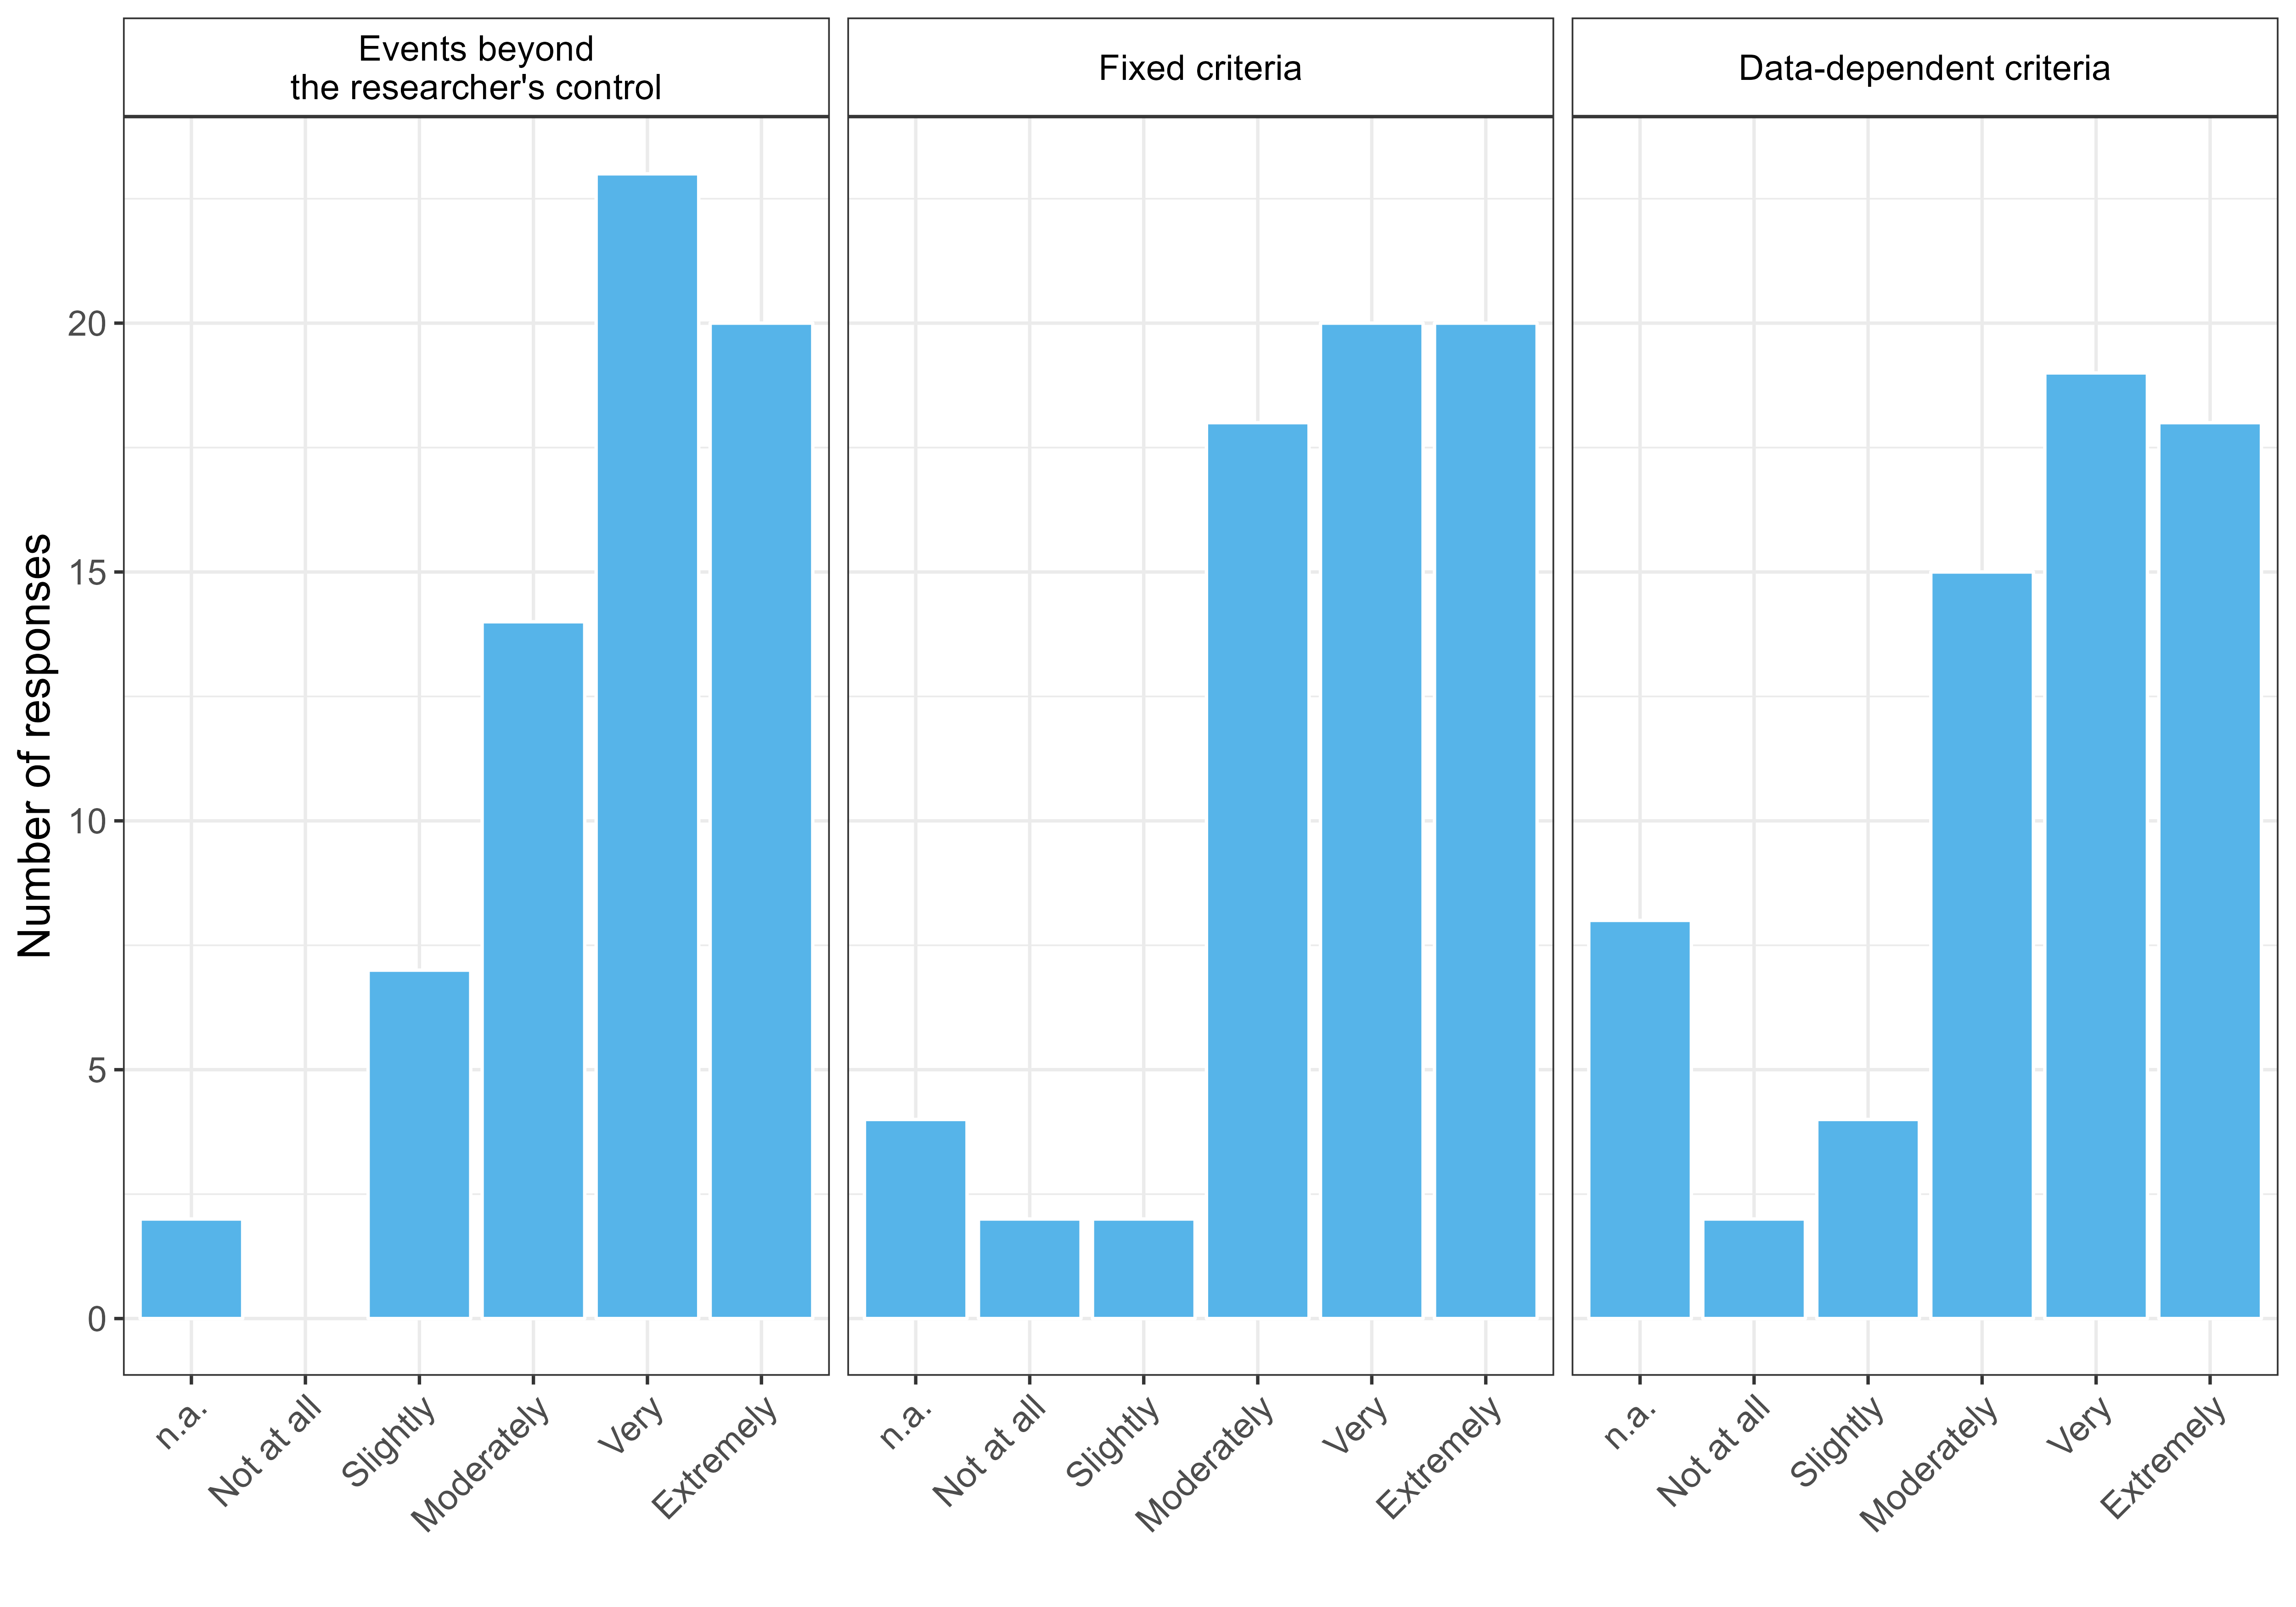 Events beyond
the researcher's control
Fixed criteria
Data-dependent criteria
Number of responses
20
15
10
5
0
n.a.
Not at all
Slightly
Moderately
Very
Extremely
n.a.
Not at all
Slightly
Moderately
Very
Extremely
n.a.
Not at all
Slightly
Moderately
Very
Extremely